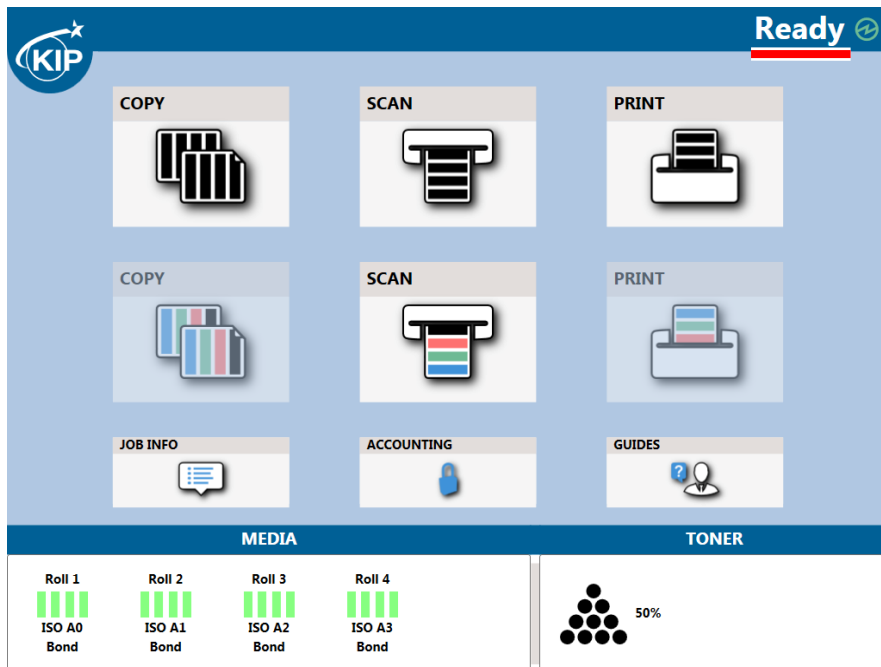 KIP
Ready
COPY
SCAN
PRINT
COPY
SCAN
PRINT
JOB INFO
ACCOUNTING
GUIDES
?
MEDIA
TONER
Roll 1
Roll 2
Roll 3
Roll 4
ISO A0
ISO A1
ISO A2
ISO A3
Bond
Bond
Bond
Bond
50%